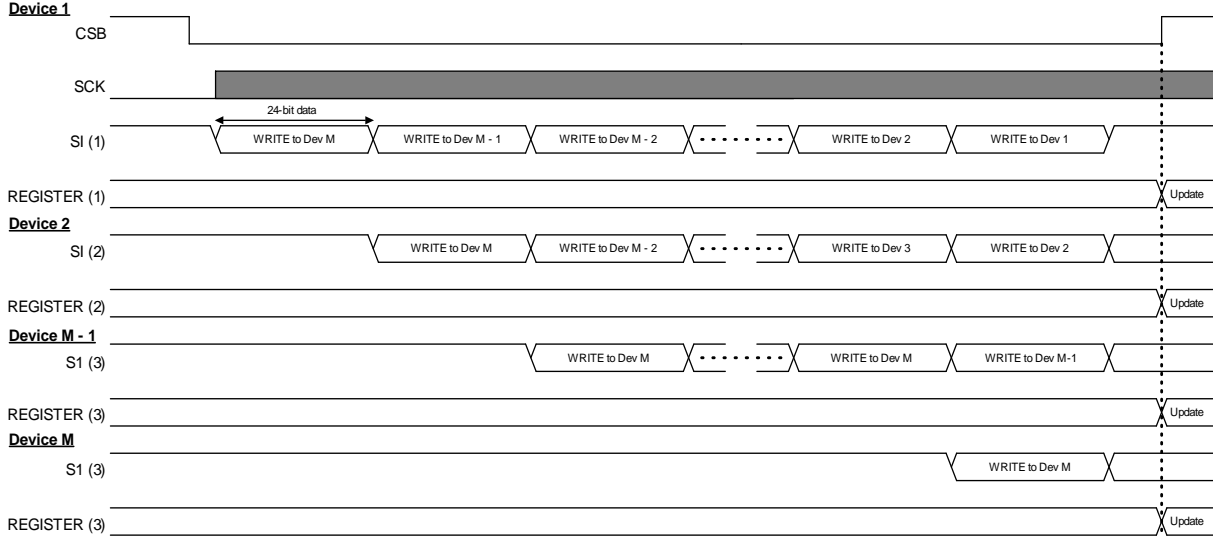 Device 1
CSB
SCK
24-bit data
SI (1) WRITE to Dev M WRITE to Dev M - 1 WRITE to Dev M - 2 WRITE to Dev 2 WRITE to Dev 1
REGISTER (1) Update
Device 2
SI (2) WRITE to Dev M WRITE to Dev M - 2 WRITE to Dev 3 WRITE to Dev 2
REGISTER (2) Update
Device M - 1
S1 (3) WRITE to Dev M WRITE to Dev M WRITE to Dev M-1
REGISTER (3) Update
Device M
S1 (3) WRITE to Dev M
REGISTER (3) Update